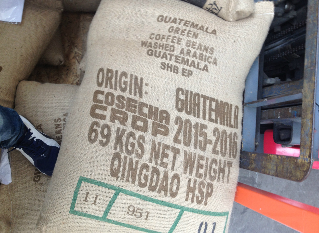 GUATEMALA
GREEN
COFFEE BEANS
WASHED ARABICA
GUATEMALA
SHB EP
ORIGIN: GUATEMALA
COSECHA
CROP 2015-2016
69 KGS NET WEIGHT
QINGDAO HSP
11 951 01